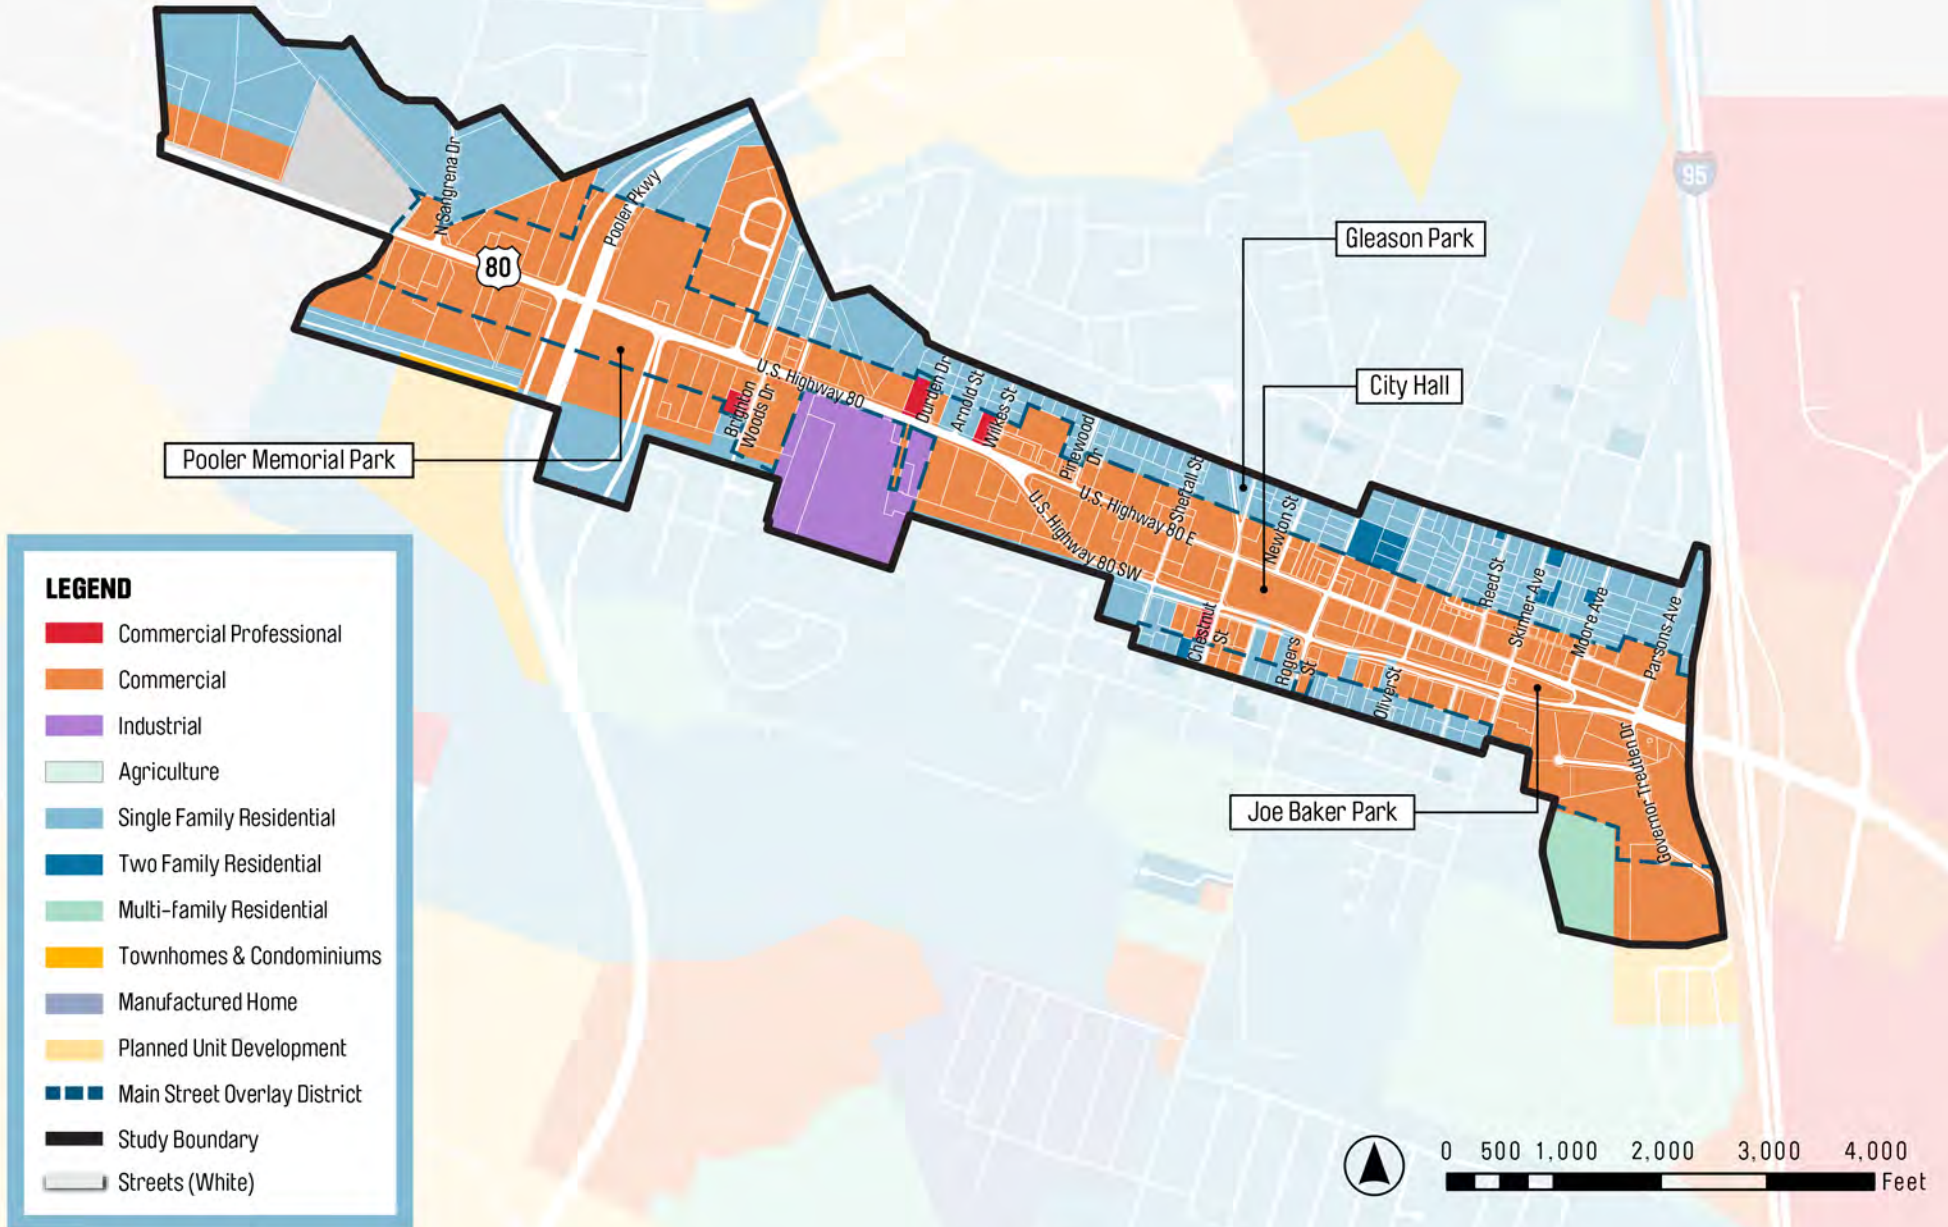 95
Gleason Park
N Sangrena Dr
Pooler Pkwy
80
City Hall
U.S. Highway 80
Durden Dr
Arnold St
Wilkes St
Brighton
Woods Dr
Pinewood
Dr
Pooler Memorial Park
Sheftall St
U.S. Highway 80 E
U.S. Highway 80 SW
Newton St
Reed St
Skinner Ave
Moore Ave
Parsons Ave
Chestnut
St
Rogers
St
Oliver St
Governor Treutlen Dr
Joe Baker Park
LEGEND
Commercial Professional
Commercial
Industrial
Agriculture
Single Family Residential
Two Family Residential
Multi-family Residential
Townhomes & Condominiums
Manufactured Home
Planned Unit Development
Main Street Overlay District
Study Boundary
Streets (White)
0 500 1,000 2,000 3,000 4,000
Feet